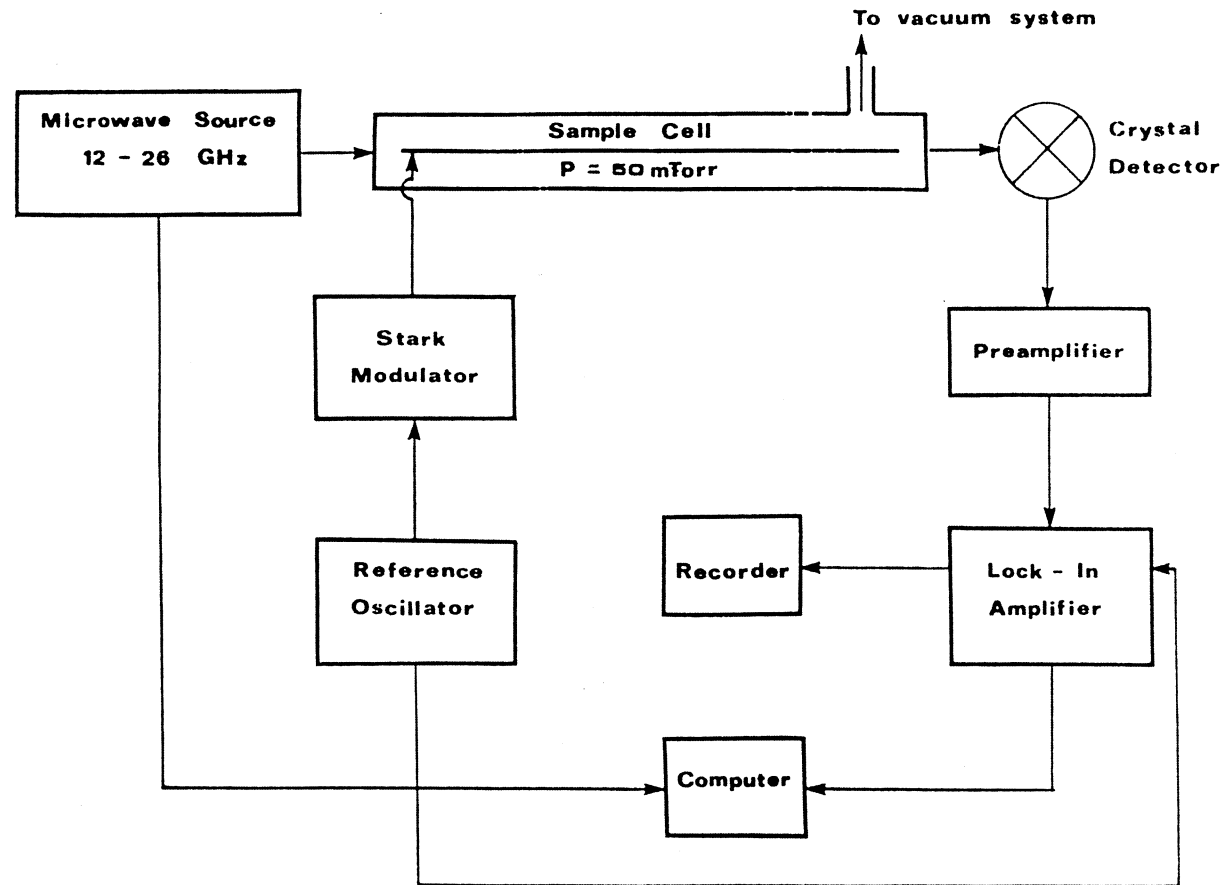 To vacuum system
Microwave Source
12 - 26 GHz
Sample Cell
P = 50 mTorr
Crystal
Detector
Stark
Modulator
Preamplifier
Reference
Oscillator
Recorder
Lock - In
Amplifier
Computer